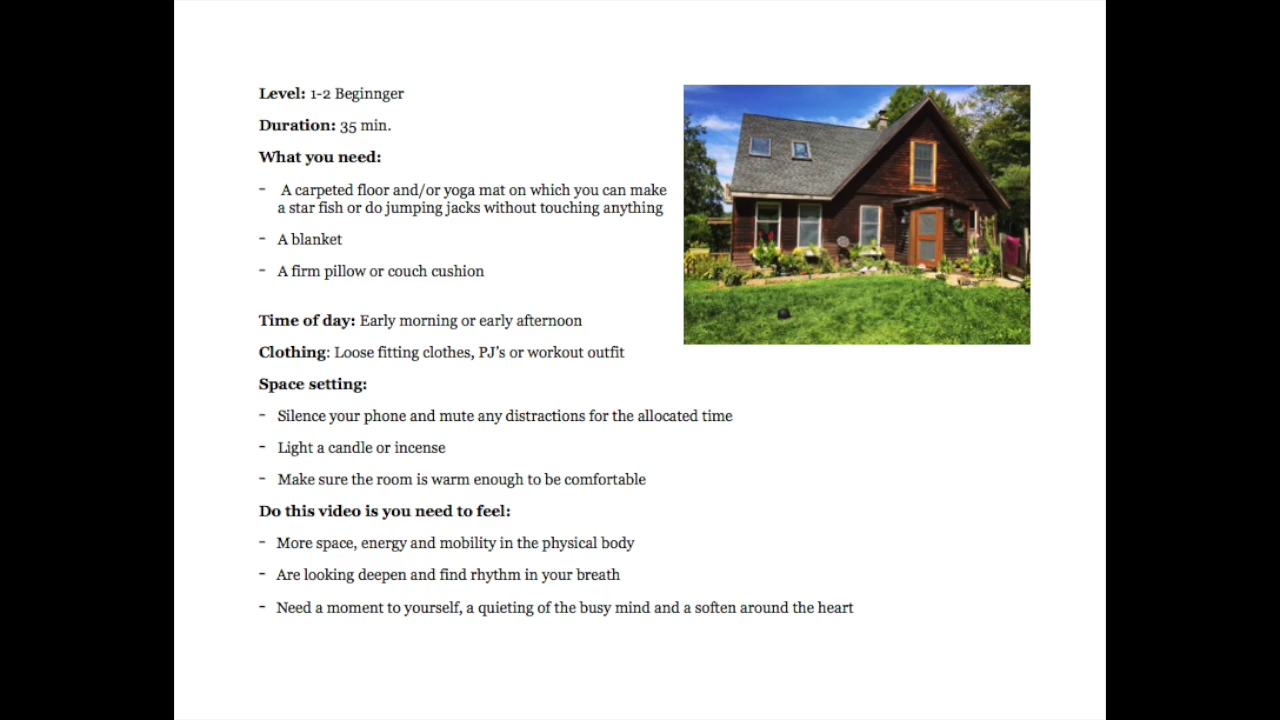 Level: 1-2 Beginnger
Duration: 35 min.
What you need:
- A carpeted floor and/or yoga mat on which you can make
a star fish or do jumping jacks without touching anything
- A blanket
- A firm pillow or couch cushion
Time of day: Early morning or early afternoon
Clothing: Loose fitting clothes, PJ's or workout outfit
Space setting:
- Silence your phone and mute any distractions for the allocated time
- Light a candle or incense
- Make sure the room is warm enough to be comfortable
Do this video is you need to feel:
- More space, energy and mobility in the physical body
- Are looking deepen and find rhythm in your breath
- Need a moment to yourself, a quieting of the busy mind and a soften around the heart